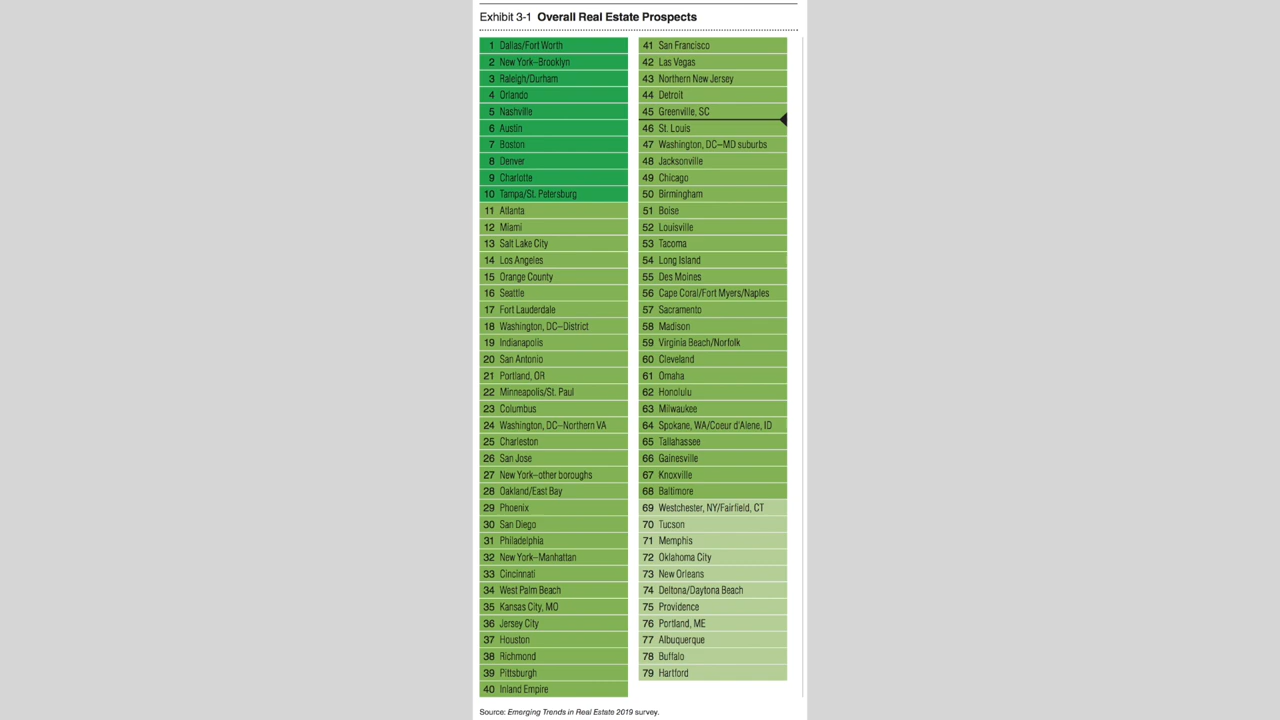 Exhibit 3-1 Overall Real Estate Prospects
1 Dallas/Fort Worth
2 New York–Brooklyn
3 Raleigh/Durham
4 Orlando
5 Nashville
6 Austin
7 Boston
8 Denver
9 Charlotte
10 Tampa/St. Petersburg
11 Atlanta
12 Miami
13 Salt Lake City
14 Los Angeles
15 Orange County
16 Seattle
17 Fort Lauderdale
18 Washington, DC–District
19 Indianapolis
20 San Antonio
21 Portland, OR
22 Minneapolis/St. Paul
23 Columbus
24 Washington, DC–Northern VA
25 Charleston
26 San Jose
27 New York–other boroughs
28 Oakland/East Bay
29 Phoenix
30 San Diego
31 Philadelphia
32 New York–Manhattan
33 Cincinnati
34 West Palm Beach
35 Kansas City, MO
36 Jersey City
37 Houston
38 Richmond
39 Pittsburgh
40 Inland Empire
41 San Francisco
42 Las Vegas
43 Northern New Jersey
44 Detroit
45 Greenville, SC
46 St. Louis
47 Washington, DC–MD suburbs
48 Jacksonville
49 Chicago
50 Birmingham
51 Boise
52 Louisville
53 Tacoma
54 Long Island
55 Des Moines
56 Cape Coral/Fort Myers/Naples
57 Sacramento
58 Madison
59 Virginia Beach/Norfolk
60 Cleveland
61 Omaha
62 Honolulu
63 Milwaukee
64 Spokane, WA/Coeur d'Alene, ID
65 Tallahassee
66 Gainesville
67 Knoxville
68 Baltimore
69 Westchester, NY/Fairfield, CT
70 Tucson
71 Memphis
72 Oklahoma City
73 New Orleans
74 Deltona/Daytona Beach
75 Providence
76 Portland, ME
77 Albuquerque
78 Buffalo
79 Hartford
Source: Emerging Trends in Real Estate 2019 survey.